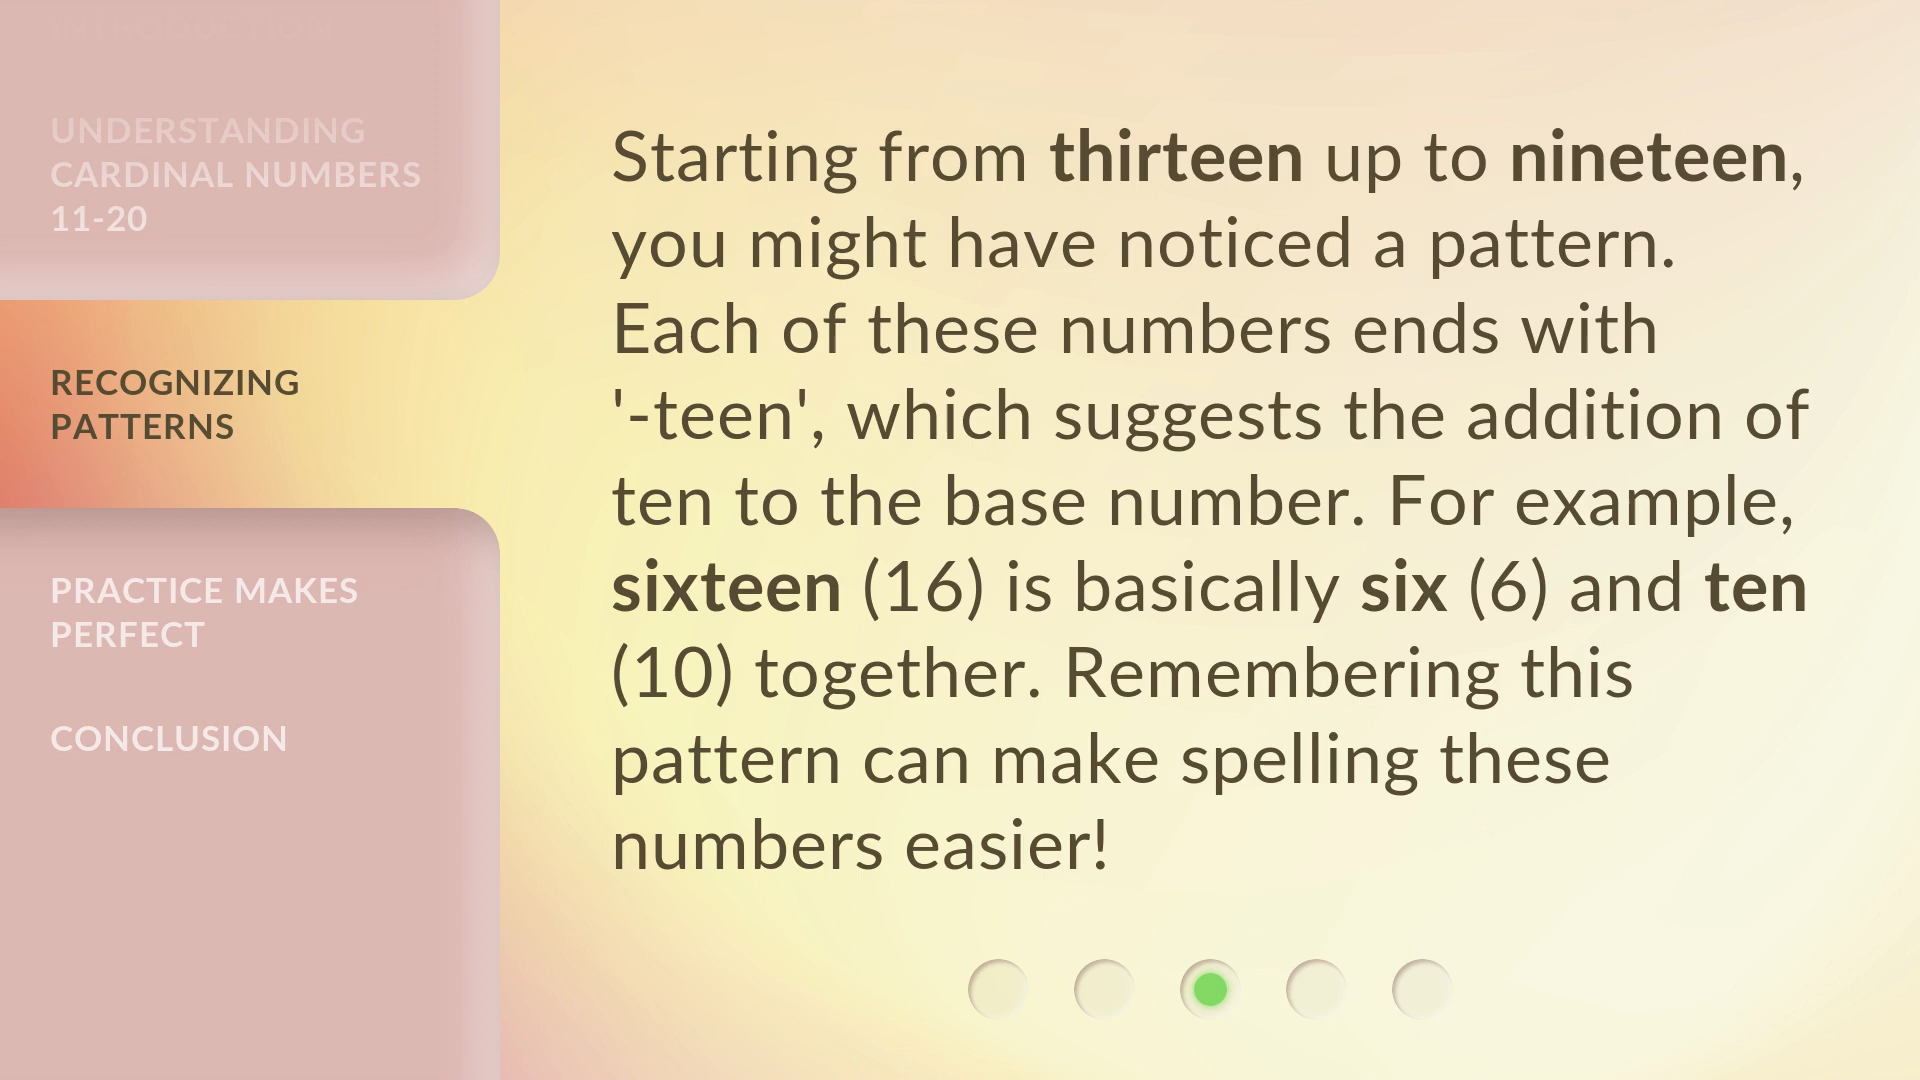 INTRODUCTION
UNDERSTANDING
CARDINAL NUMBERS
11-20
RECOGNIZING
PATTERNS
PRACTICE MAKES
PERFECT
CONCLUSION
Starting from thirteen up to nineteen,
you might have noticed a pattern.
Each of these numbers ends with
'-teen', which suggests the addition of
ten to the base number. For example,
sixteen (16) is basically six (6) and ten
(10) together. Remembering this
pattern can make spelling these
numbers easier!